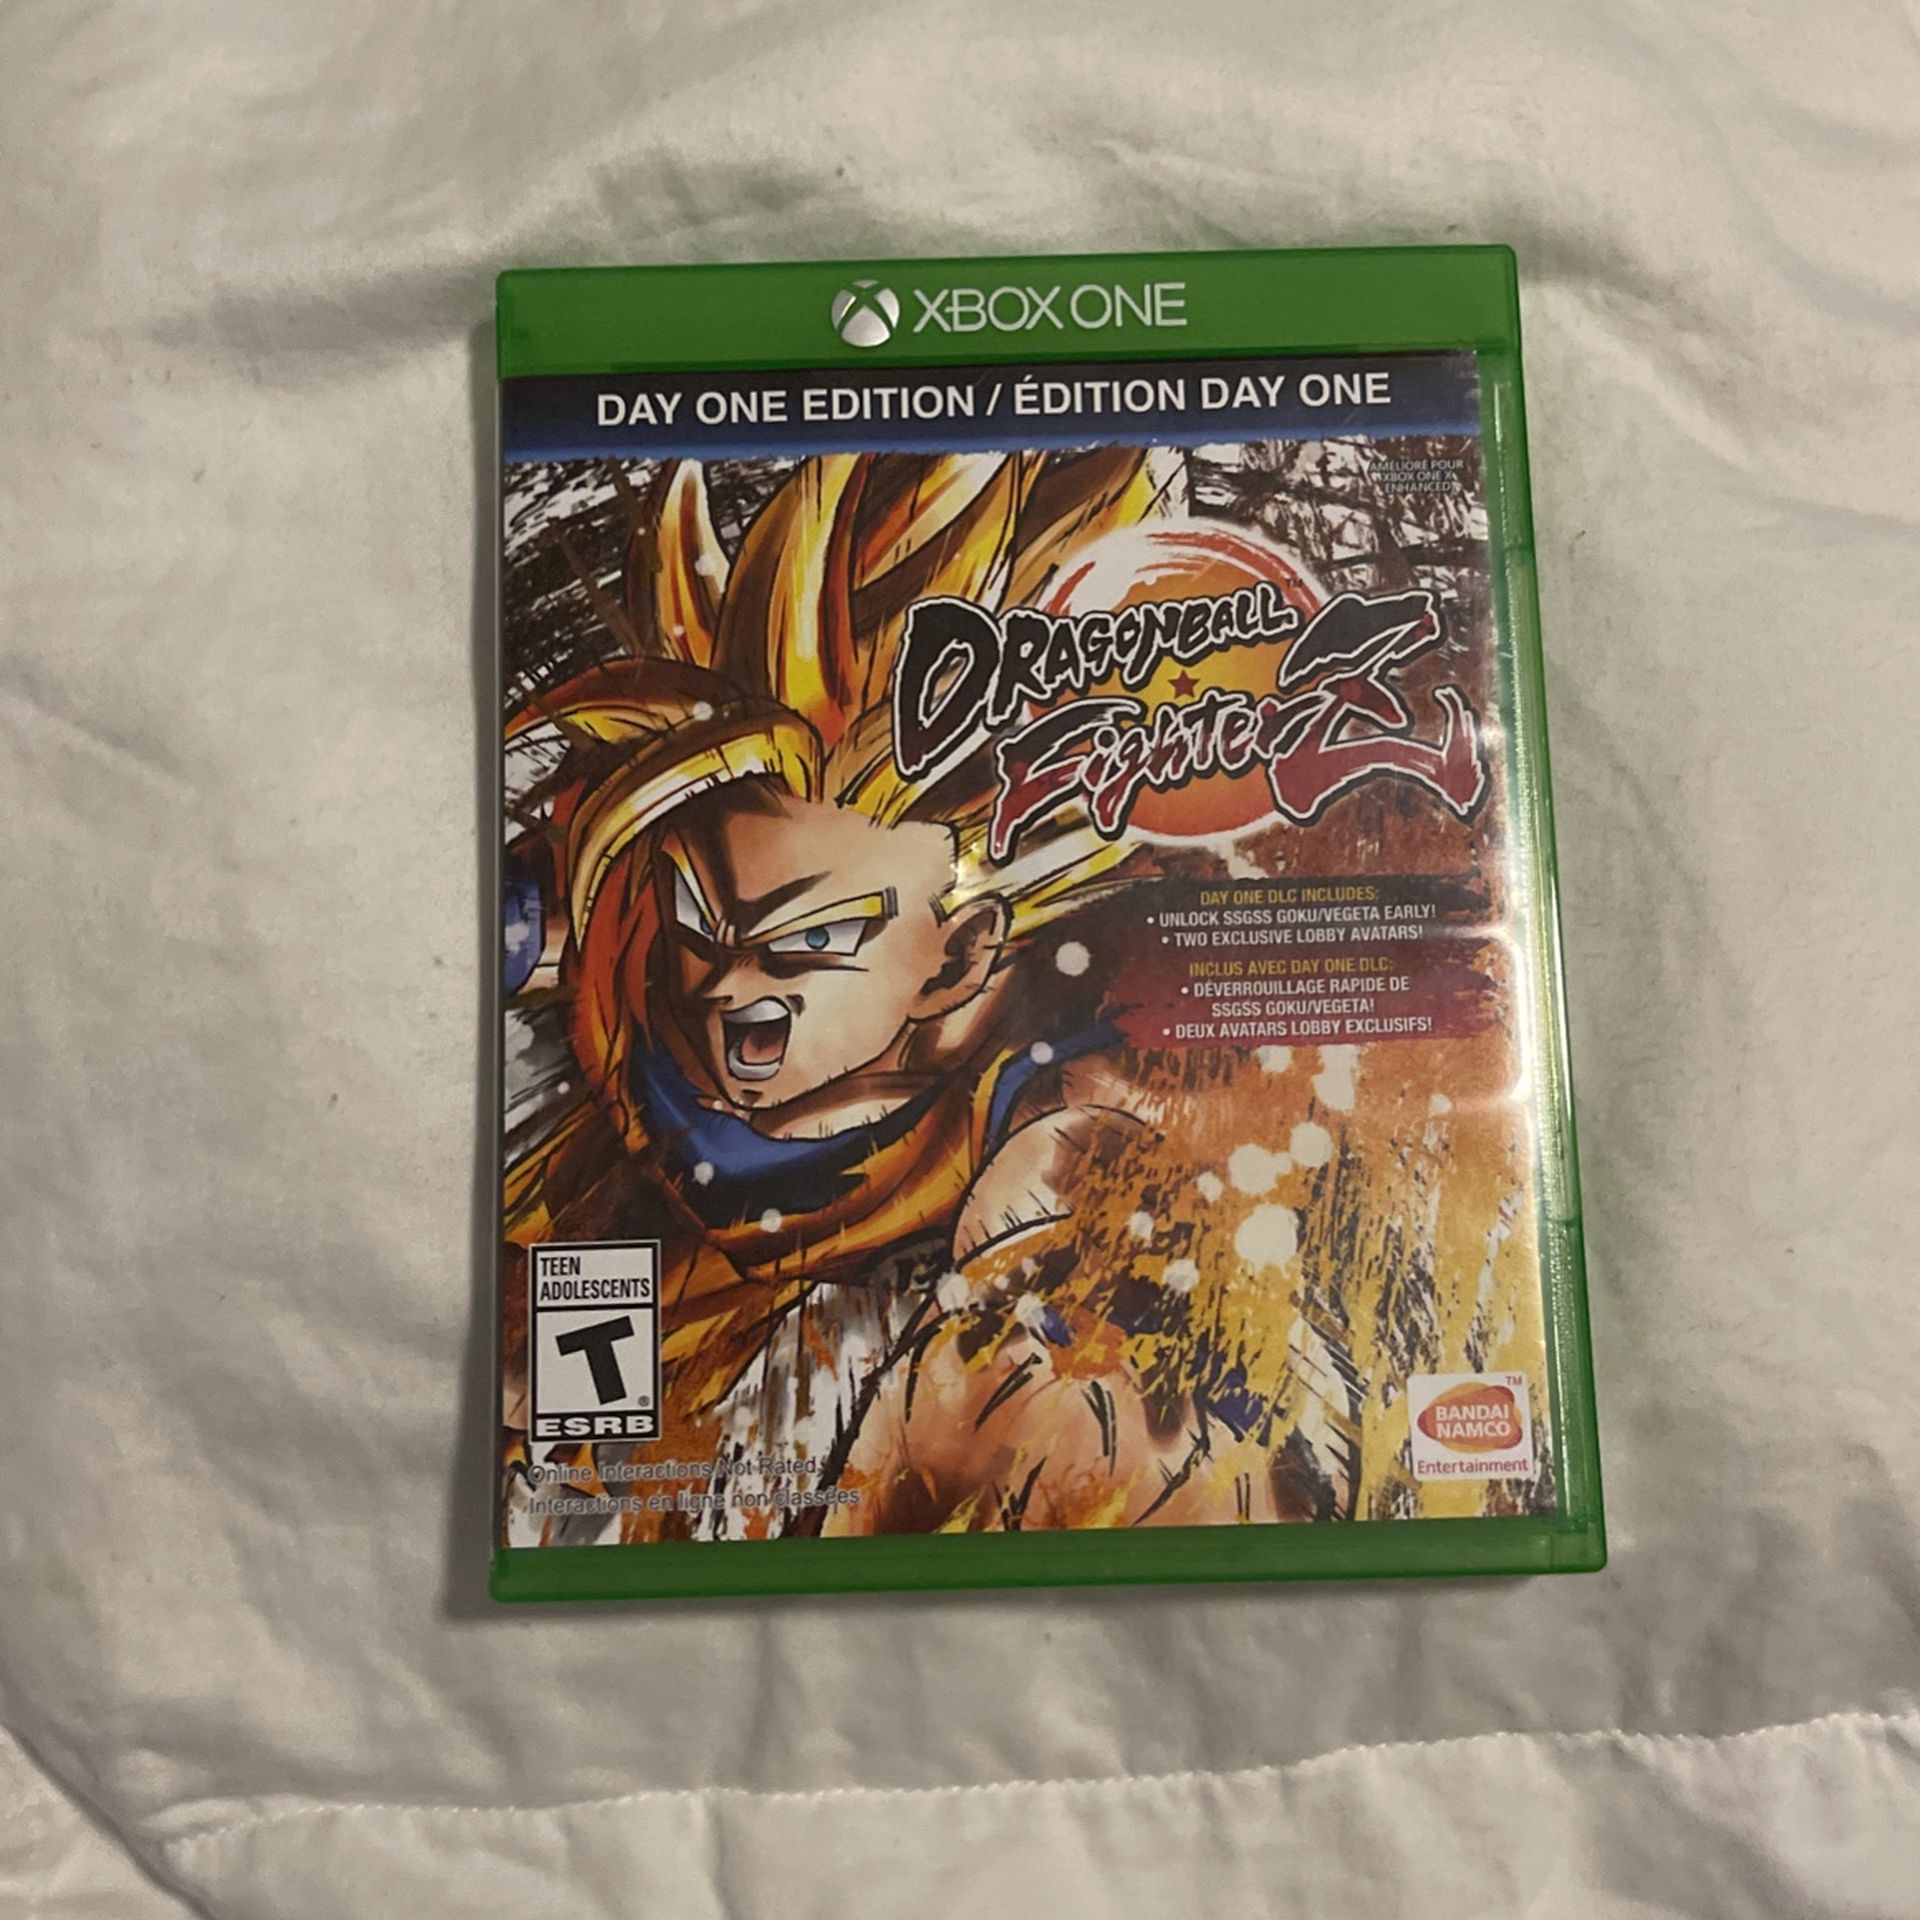 XBOX ONE
DAY ONE EDITION / ÉDITION DAY ONE
AMÉLIORÉ POUR
XBOX ONE X
ENHANCED
DRAGONBALL
FighterZ
TM
DAY ONE DLC INCLUDES:
• UNLOCK SSGSS GOKU/VEGETA EARLY!
• TWO EXCLUSIVE LOBBY AVATARS!
INCLUS AVEC DAY ONE DLC:
• DÉVERROUILLAGE RAPIDE DE
SSGSS GOKU/VEGETA!
• DEUX AVATARS LOBBY EXCLUSIFS!
TEEN
ADOLESCENTS
T
®
ESRB
Online Interactions Not Rated
Interactions en ligne non classées
TM
BANDAI
NAMCO
Entertainment